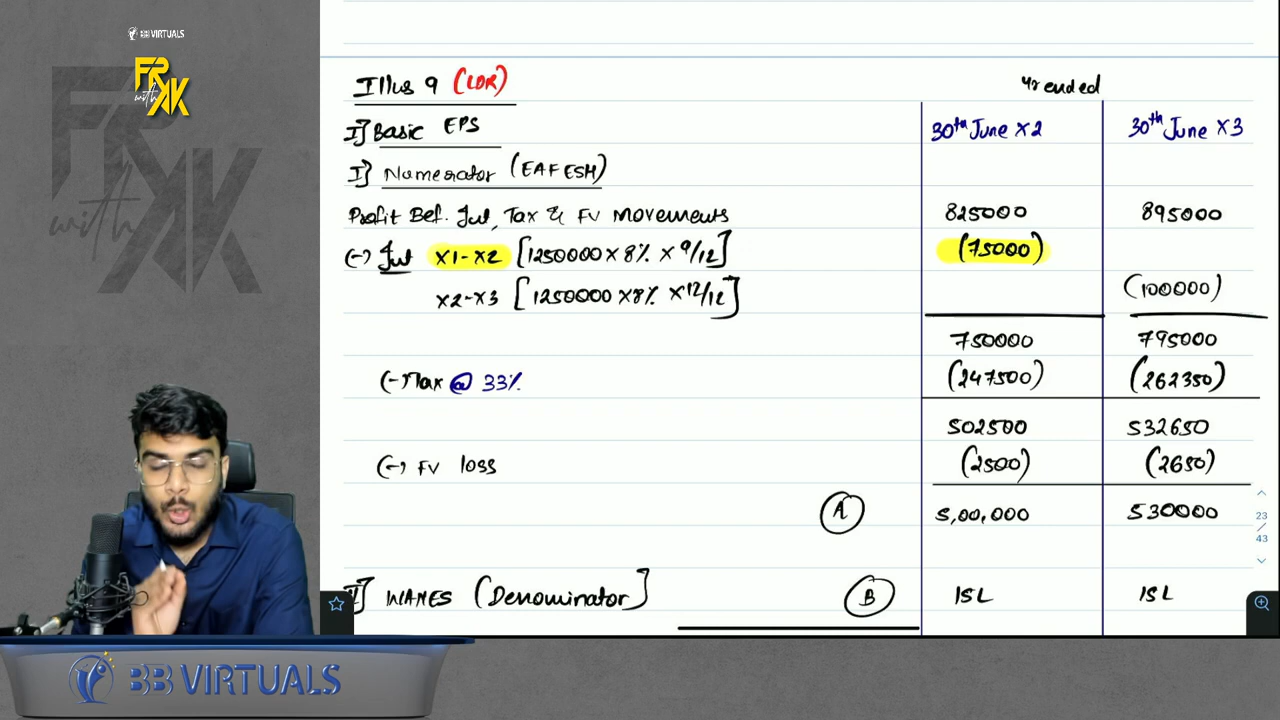 BB VIRTUALS
FR
with AK
Illus 9 (LDR)
Yr ended
I] Basic EPS
30th June X2
30th June X3
I] Numerator (EAFESH)
Profit Bef. Int, Tax & FV movements 825000 895000
(-) Int X1-X2 [1250000 × 8% × 9/12] (75000)
X2-X3 [1250000 × 8% × 12/12] (100000)
750000 795000
(-) Tax @ 33% (247500) (262350)
502500 532650
(-) FV loss (2500) (2650)
A 5,00,000 530000
II] WANES (Denominator] B 15L 15L
23
/
43
BB VIRTUALS